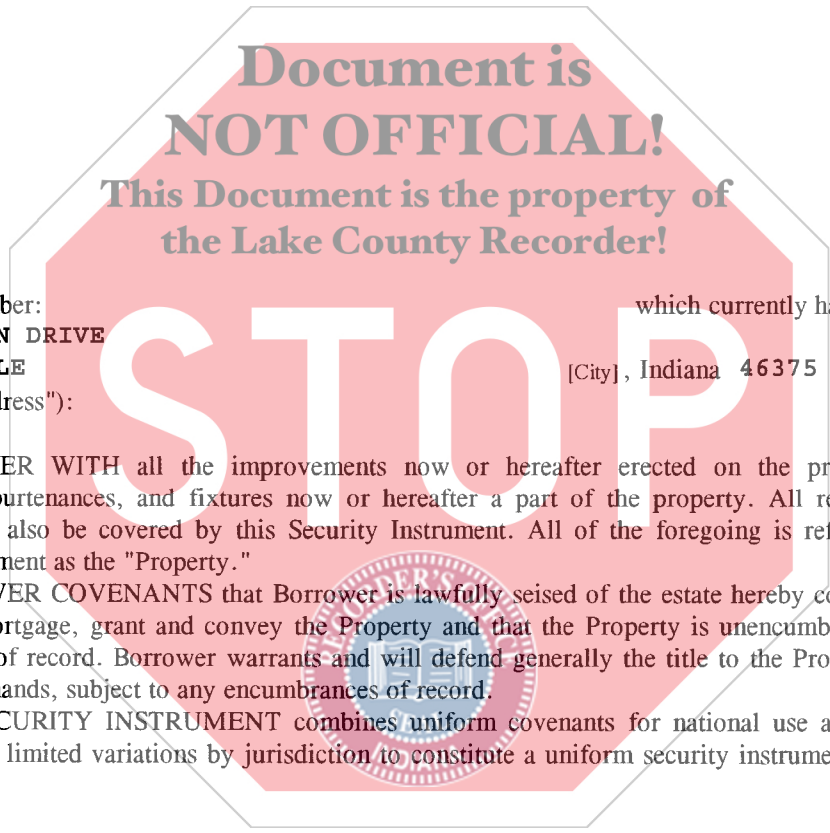 Document is
NOT OFFICIAL!
This Document is the property of
the Lake County Recorder!
STOP
ber: which currently ha
N DRIVE
LE [City] , Indiana 46375
ress"):
ER WITH all the improvements now or hereafter erected on the pr
purtenances, and fixtures now or hereafter a part of the property. All re
also be covered by this Security Instrument. All of the foregoing is ref
ment as the "Property."
VER COVENANTS that Borrower is lawfully seised of the estate hereby co
ortgage, grant and convey the Property and that the Property is unencumb
of record. Borrower warrants and will defend generally the title to the Pro
ands, subject to any encumbrances of record.
CURITY INSTRUMENT combines uniform covenants for national use a
limited variations by jurisdiction to constitute a uniform security instrume
RECORDER'S OFFICE
SEAL
INDIANA